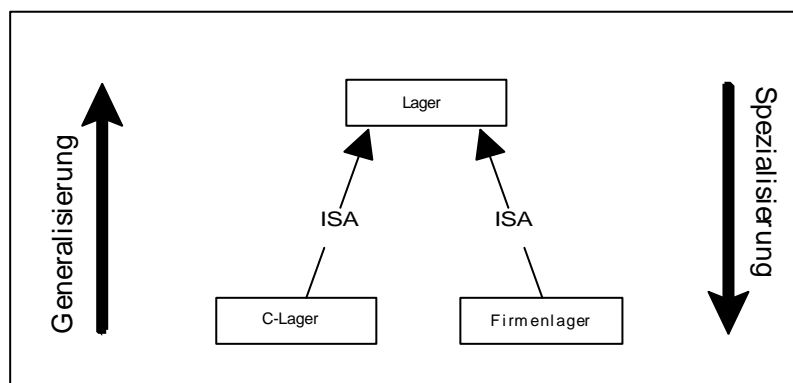 Lager
Generalisierung
Spezialisierung
ISA
ISA
C-Lager
Firmenlager